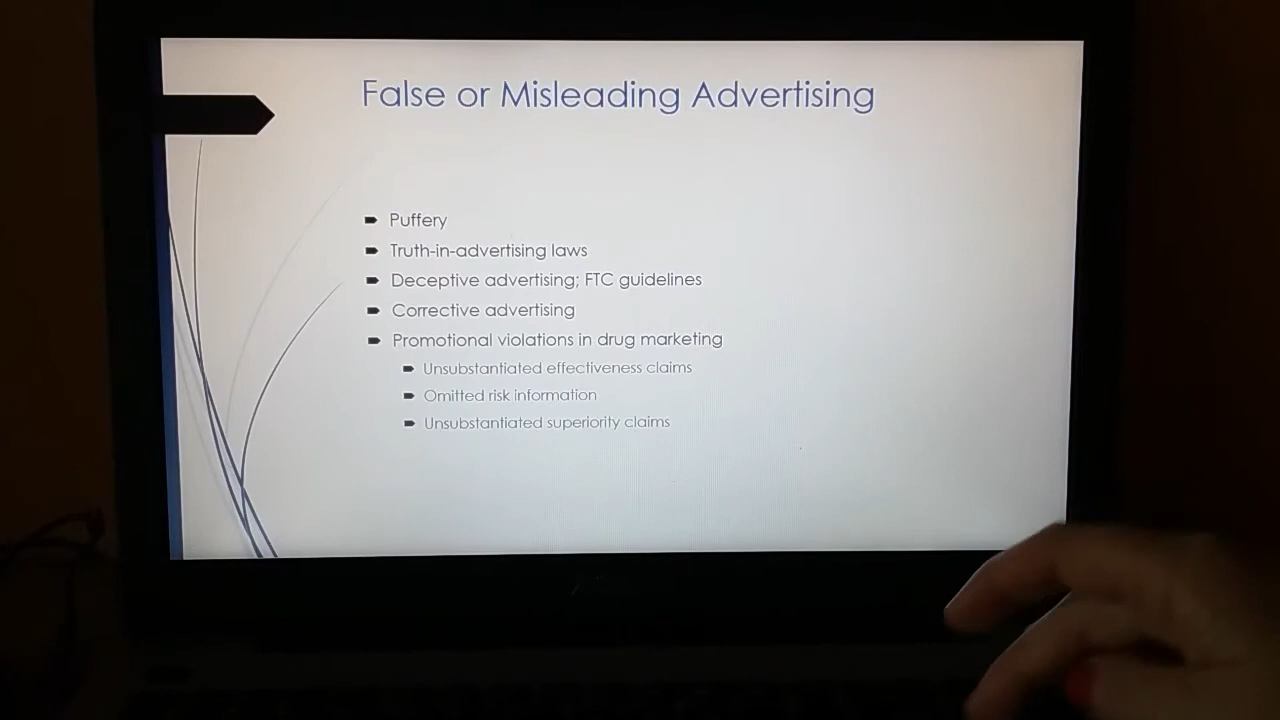 False or Misleading Advertising
Puffery
Truth-in-advertising laws
Deceptive advertising; FTC guidelines
Corrective advertising
Promotional violations in drug marketing
Unsubstantiated effectiveness claims
Omitted risk information
Unsubstantiated superiority claims